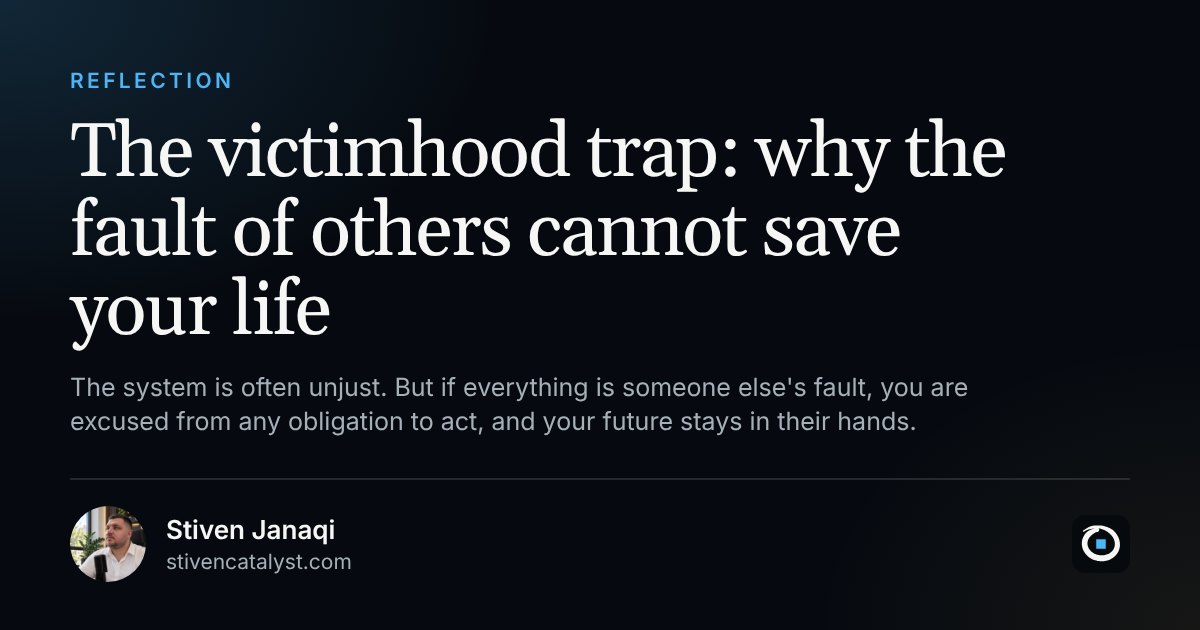 REFLECTION
The victimhood trap: why the
fault of others cannot save
your life
The system is often unjust. But if everything is someone else's fault, you are
excused from any obligation to act, and your future stays in their hands.
Stiven Janaqi
stivencatalyst.com